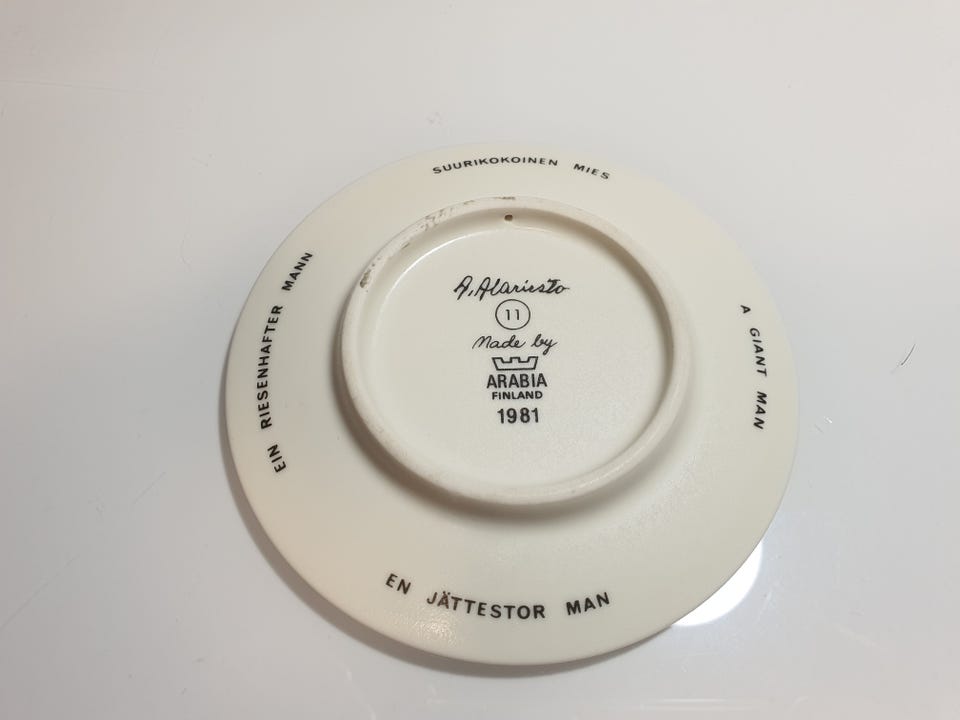 SUURIKOKOINEN MIES
A GIANT MAN
EN JÄTTESTOR MAN
EIN RIESENHAFTER MANN
A. Alariesto
11
Made by
ARABIA
FINLAND
1981